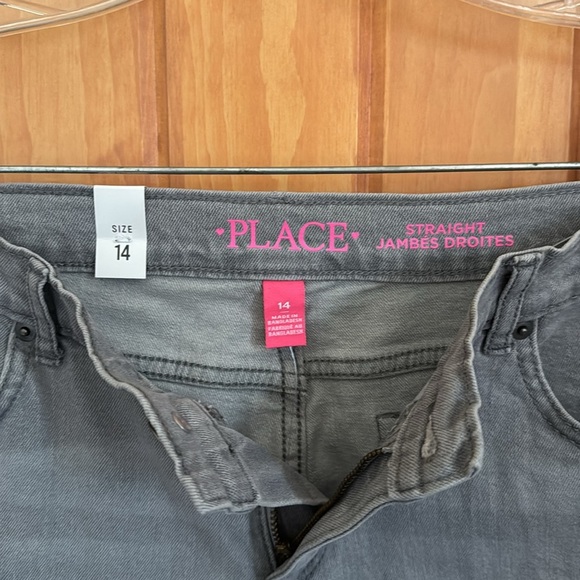 SIZE
14
PLACE
STRAIGHT
JAMBES DROITES
14
MADE IN
BANGLADESH
FABRIQUÉ AU
BANGLADESH